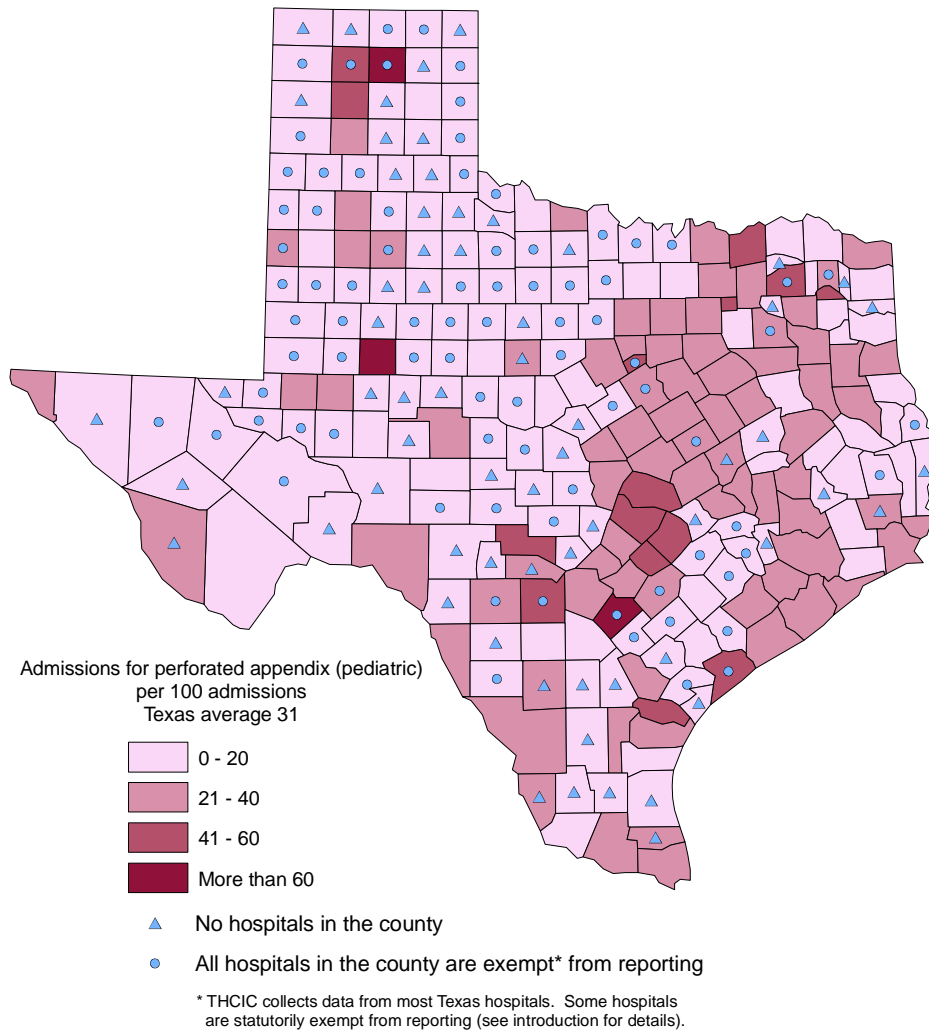 Admissions for perforated appendix (pediatric)
per 100 admissions
Texas average 31
0 - 20
21 - 40
41 - 60
More than 60
No hospitals in the county
All hospitals in the county are exempt* from reporting
* THCIC collects data from most Texas hospitals. Some hospitals
are statutorily exempt from reporting (see introduction for details).